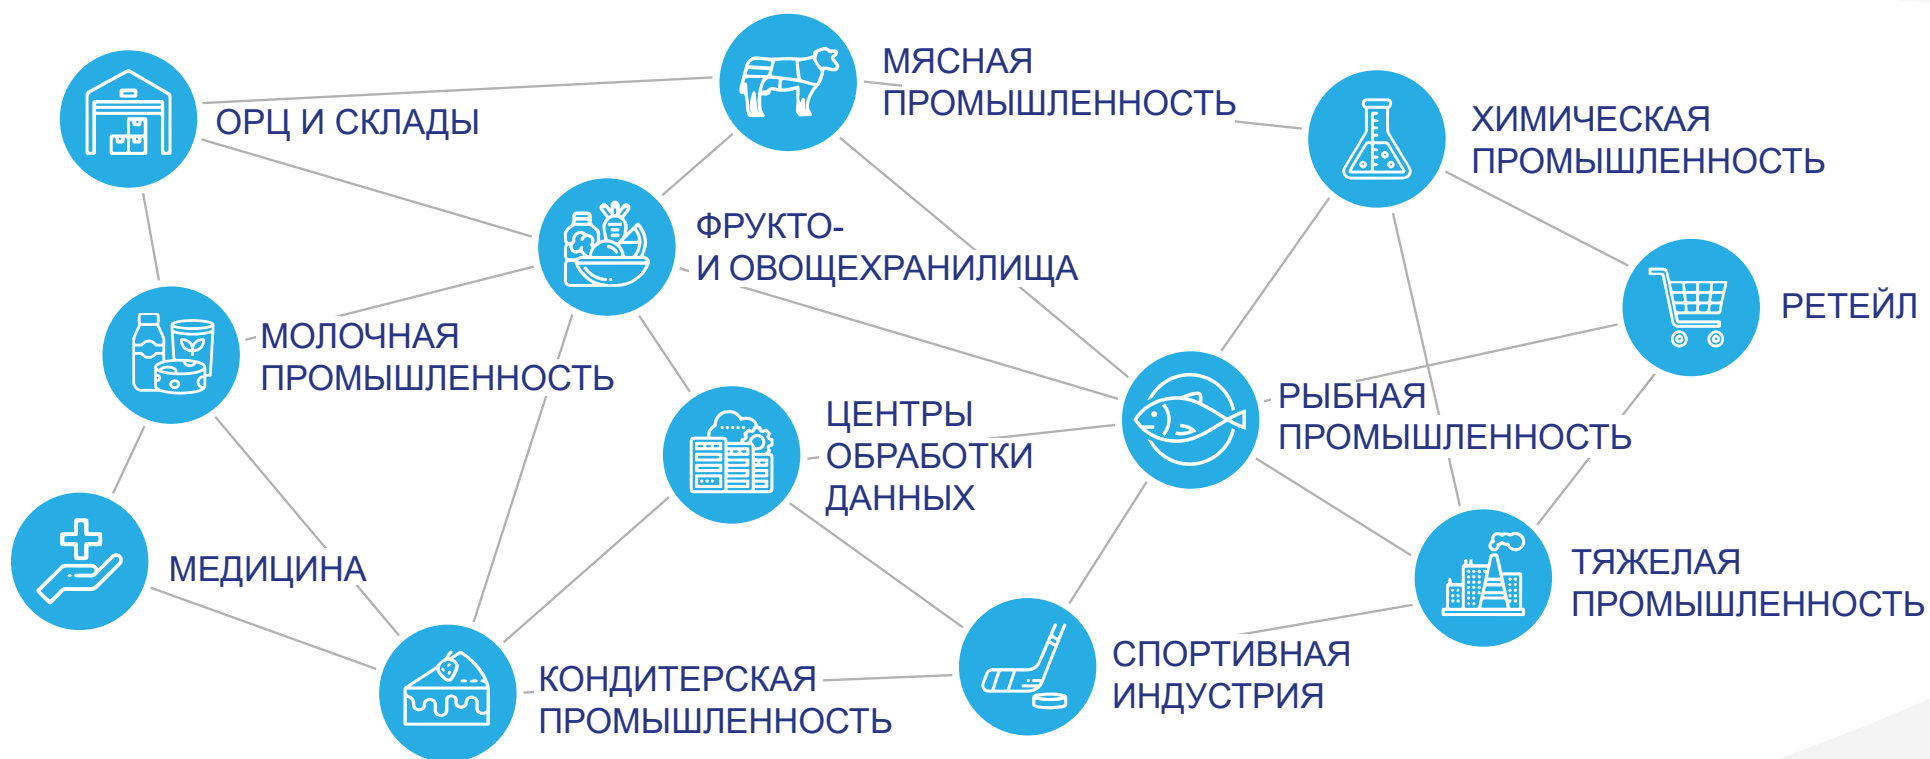 МЯСНАЯ
ПРОМЫШЛЕННОСТЬ
ОРЦ И СКЛАДЫ
ХИМИЧЕСКАЯ
ПРОМЫШЛЕННОСТЬ
ФРУКТО-
И ОВОЩЕХРАНИЛИЩА
РЕТЕЙЛ
МОЛОЧНАЯ
ПРОМЫШЛЕННОСТЬ
ЦЕНТРЫ
ОБРАБОТКИ
ДАННЫХ
РЫБНАЯ
ПРОМЫШЛЕННОСТЬ
МЕДИЦИНА
ТЯЖЕЛАЯ
ПРОМЫШЛЕННОСТЬ
КОНДИТЕРСКАЯ
ПРОМЫШЛЕННОСТЬ
СПОРТИВНАЯ
ИНДУСТРИЯ